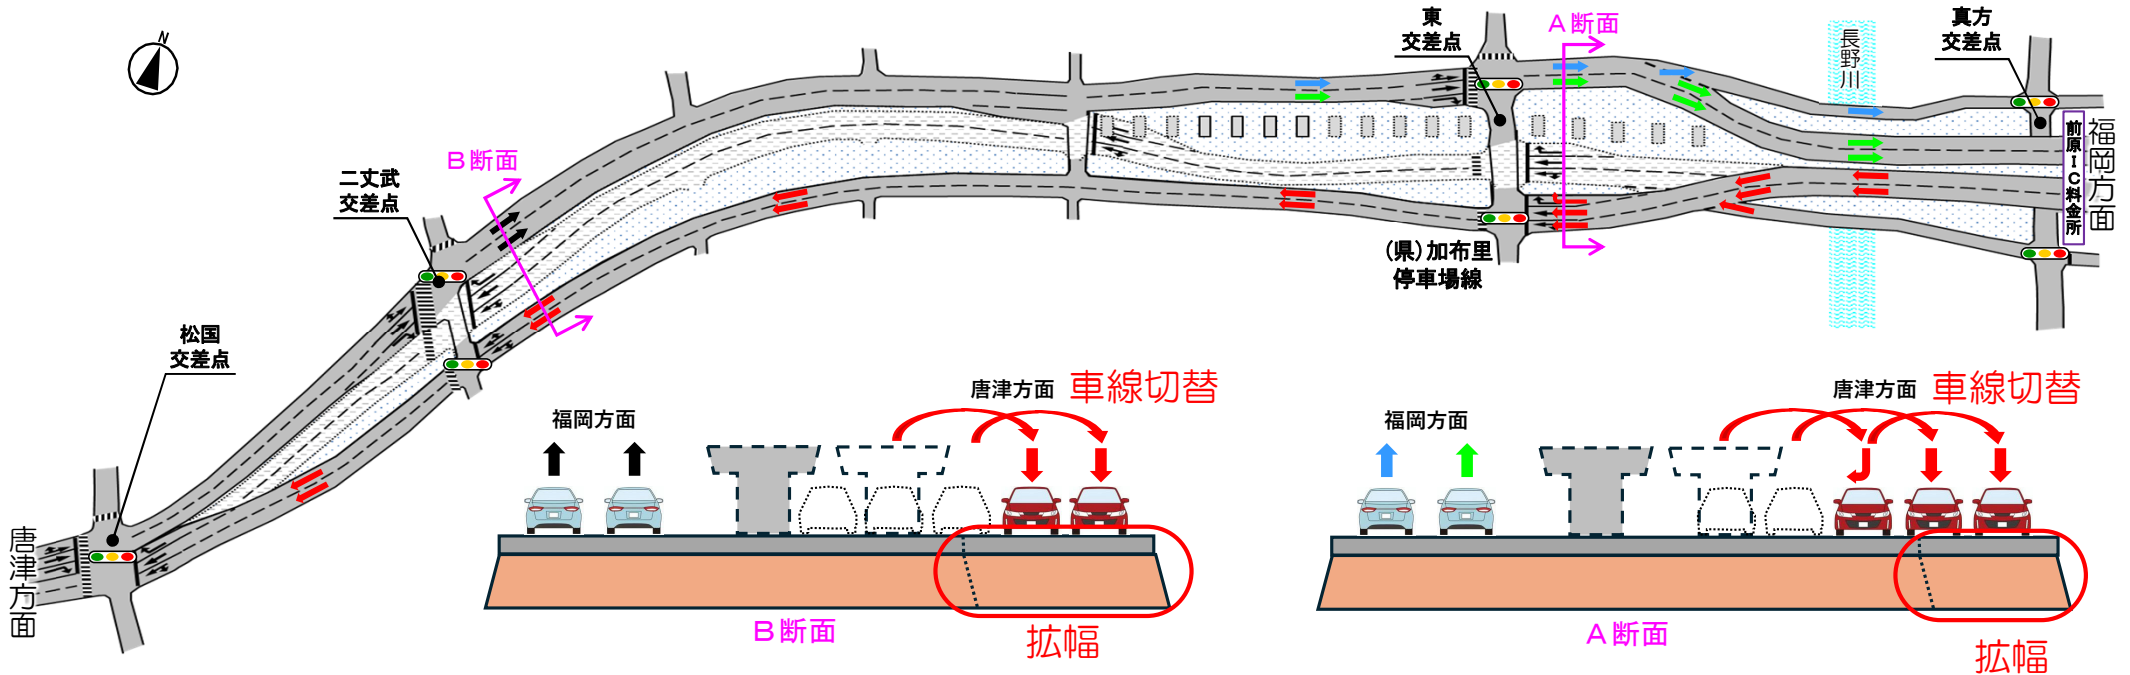 N
東
交差点
A断面
長野川
真方
交差点
前原IC料金所
福岡方面
B断面
二丈武
交差点
(県)加布里
停車場線
松国
交差点
唐津方面
福岡方面
唐津方面
車線切替
B断面
拡幅
福岡方面
唐津方面
車線切替
A断面
拡幅